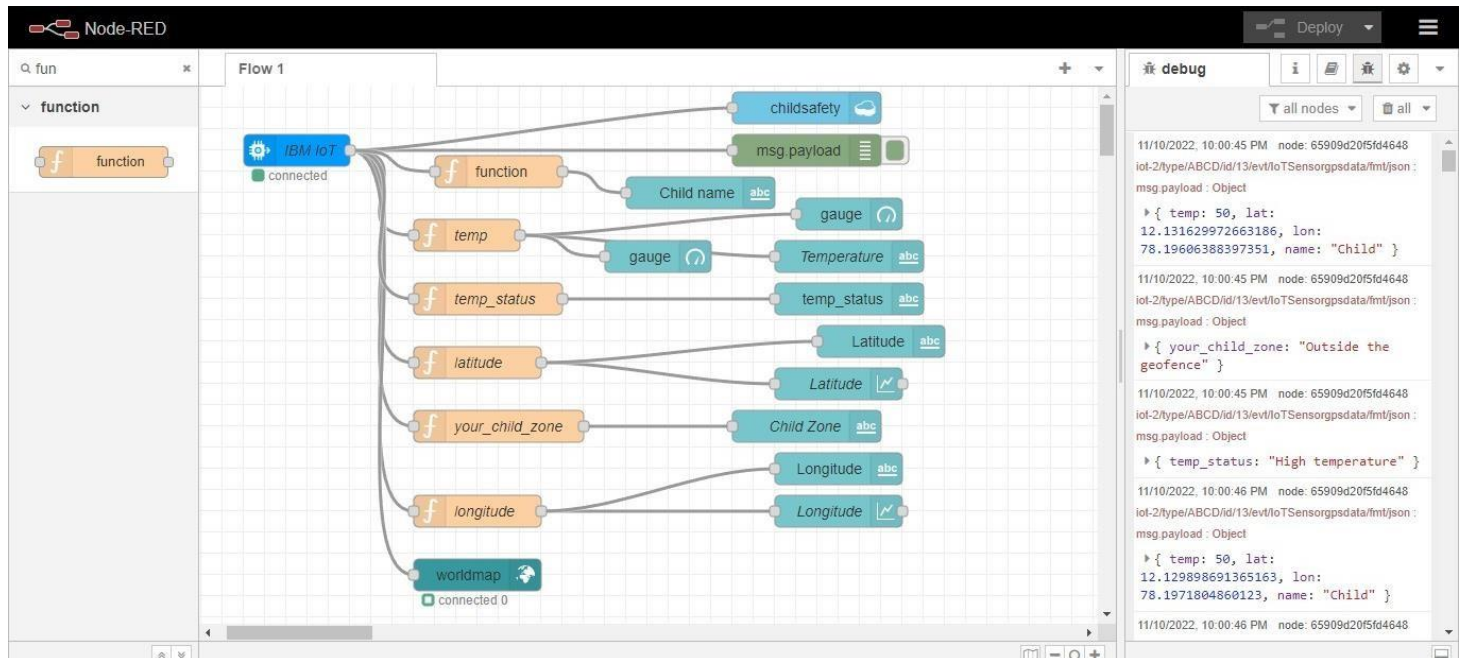 Node-RED
Deploy
fun
function
function
Flow 1
IBM IoT
connected
childsafety
msg.payload
function
Child name
abc
temp
gauge
gauge
Temperature
abc
temp_status
temp_status
abc
latitude
Latitude
abc
Latitude
your_child_zone
Child Zone
abc
longitude
Longitude
abc
Longitude
workdmap
connected 0
debug
i
all nodes
all
11/10/2022, 10:00:45 PM node: 65909d20f5fd4648
iot-2/type/ABCD/id/13/evt/IoTSensorgpsdata/fmt/json :
msg.payload : Object
{ temp: 50, lat:
12.131629972663186, lon:
78.19606388397351, name: "Child" }
11/10/2022, 10:00:45 PM node: 65909d20f5fd4648
iot-2/type/ABCD/id/13/evt/IoTSensorgpsdata/fmt/json :
msg.payload : Object
{ your_child_zone: "Outside the
geofence" }
11/10/2022, 10:00:45 PM node: 65909d20f5fd4648
iot-2/type/ABCD/id/13/evt/IoTSensorgpsdata/fmt/json :
msg.payload : Object
{ temp_status: "High temperature" }
11/10/2022, 10:00:46 PM node: 65909d20f5fd4648
iot-2/type/ABCD/id/13/evt/IoTSensorgpsdata/fmt/json :
msg.payload : Object
{ temp: 50, lat:
12.129898691365163, lon:
78.1971804860123, name: "Child" }
11/10/2022, 10:00:46 PM node: 65909d20f5fd4648